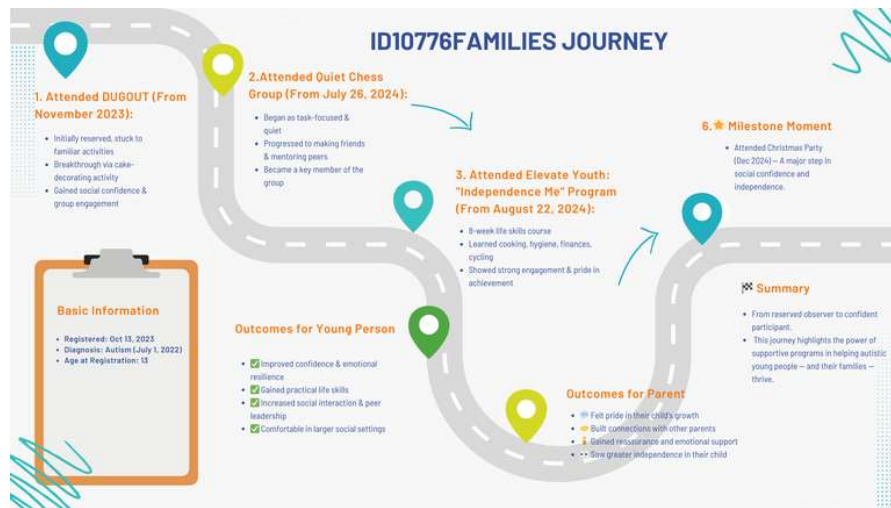 ID10776FAMILIES JOURNEY
1. Attended DUGOUT (From
November 2023):
• Initially reserved, stuck to
familiar activities
• Breakthrough via cake-
decorating activity
• Gained social confidence &
group engagement
2.Attended Quiet Chess
Group (From July 26, 2024):
• Began as task-focused &
quiet
• Progressed to making friends
& mentoring peers
• Became a key member of the
group
3. Attended Elevate Youth:
"Independence Me" Program
(From August 22, 2024):
• 8-week life skills course
• Learned cooking, hygiene, finances,
cycling
• Showed strong engagement & pride in
achievement
6.⭐ Milestone Moment
• Attended Christmas Party
(Dec 2024) – A major step in
social confidence and
independence.
Basic Information
• Registered: Oct 13, 2023
• Diagnosis: Autism (July 1, 2022)
• Age at Registration: 13
Outcomes for Young Person
• ✅ Improved confidence & emotional
resilience
• ✅ Gained practical life skills
• ✅ Increased social interaction & peer
leadership
• ✅ Comfortable in larger social settings
Outcomes for Parent
• Felt pride in their child's growth
• Built connections with other parents
• Gained reassurance and emotional support
• Saw greater independence in their child
🏁 Summary
• From reserved observer to confident
participant.
• This journey highlights the power of
supportive programs in helping autistic
young people — and their families —
thrive.